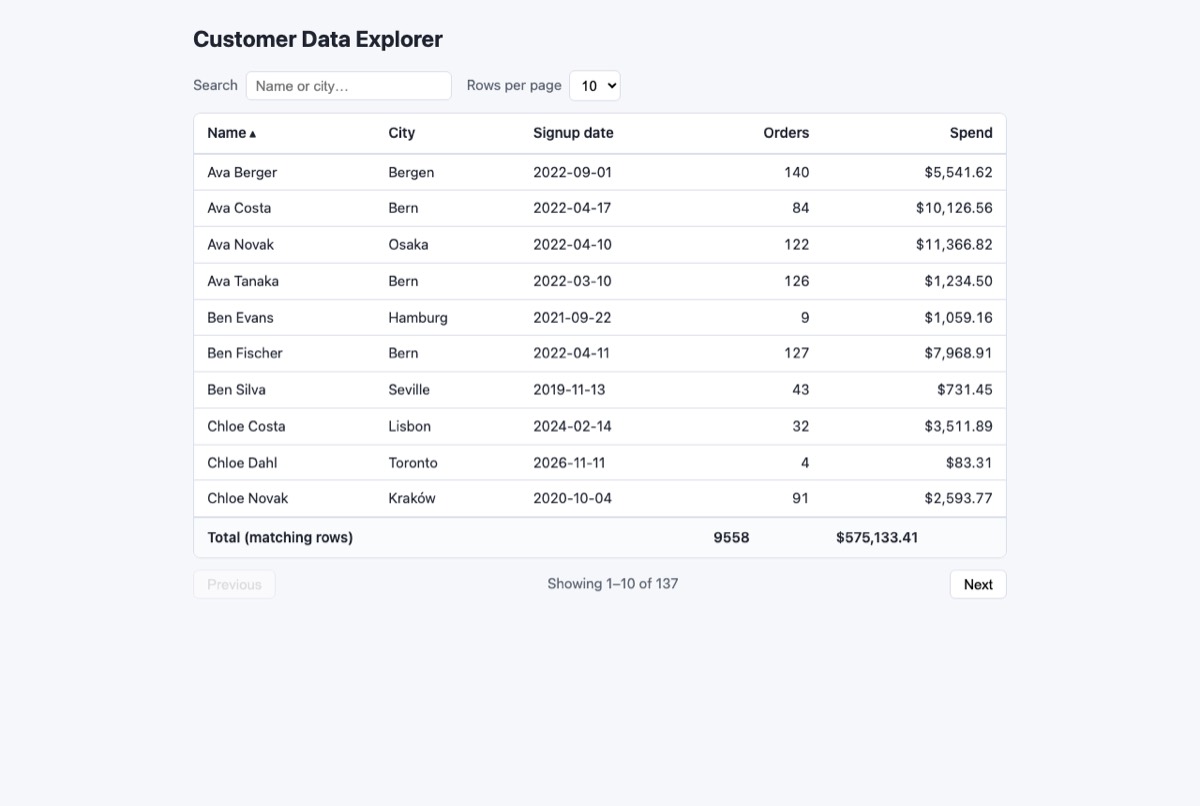 Customer Data Explorer
Search Name or city... Rows per page 10
Name ▴ City Signup date Orders Spend
Ava Berger Bergen 2022-09-01 140 $5,541.62
Ava Costa Bern 2022-04-17 84 $10,126.56
Ava Novak Osaka 2022-04-10 122 $11,366.82
Ava Tanaka Bern 2022-03-10 126 $1,234.50
Ben Evans Hamburg 2021-09-22 9 $1,059.16
Ben Fischer Bern 2022-04-11 127 $7,968.91
Ben Silva Seville 2019-11-13 43 $731.45
Chloe Costa Lisbon 2024-02-14 32 $3,511.89
Chloe Dahl Toronto 2026-11-11 4 $83.31
Chloe Novak Kraków 2020-10-04 91 $2,593.77
Total (matching rows) 9558 $575,133.41
Previous Showing 1–10 of 137 Next